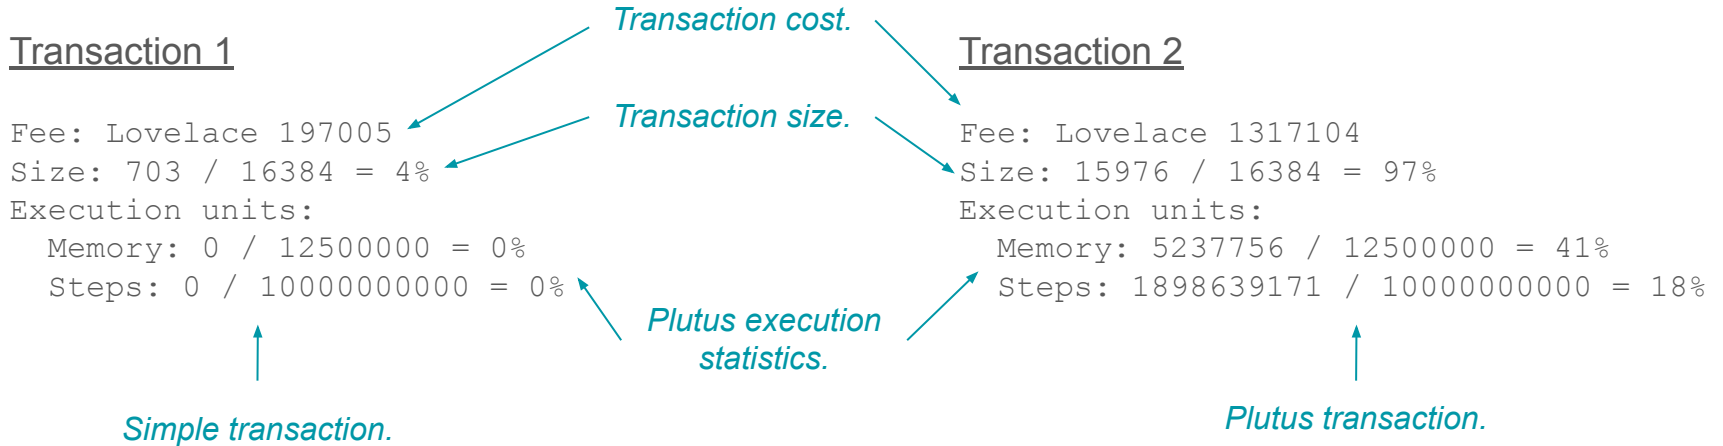 Transaction cost.
Transaction 1
Transaction 2
Transaction size.
Fee: Lovelace 197005
Size: 703 / 16384 = 4%
Execution units:
Memory: 0 / 12500000 = 0%
Steps: 0 / 10000000000 = 0%
Fee: Lovelace 1317104
Size: 15976 / 16384 = 97%
Execution units:
Memory: 5237756 / 12500000 = 41%
Steps: 1898639171 / 10000000000 = 18%
Plutus execution
statistics.
Simple transaction.
Plutus transaction.